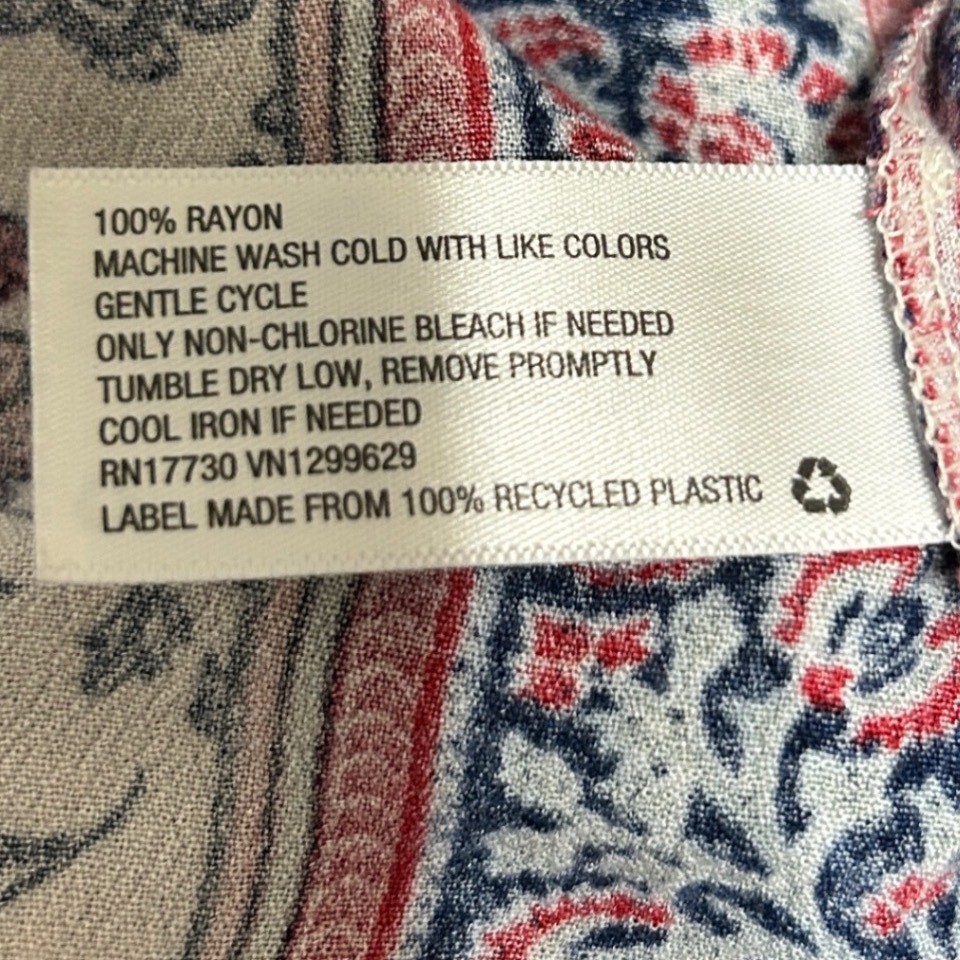 100% RAYON
MACHINE WASH COLD WITH LIKE COLORS
GENTLE CYCLE
ONLY NON-CHLORINE BLEACH IF NEEDED
TUMBLE DRY LOW, REMOVE PROMPTLY
COOL IRON IF NEEDED
RN17730 VN1299629
LABEL MADE FROM 100% RECYCLED PLASTIC